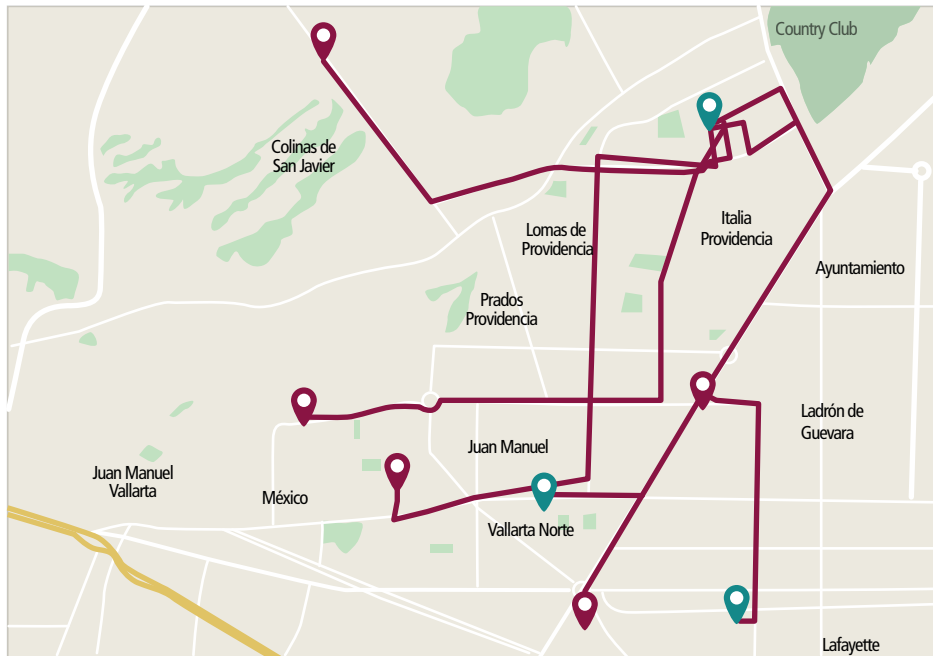 Country Club
Colinas de
San Javier
Lomas de
Providencia
Italia
Providencia
Ayuntamiento
Prados
Providencia
Ladrón de
Guevara
Juan Manuel
Juan Manuel
Vallarta
México
Vallarta Norte
Lafayette